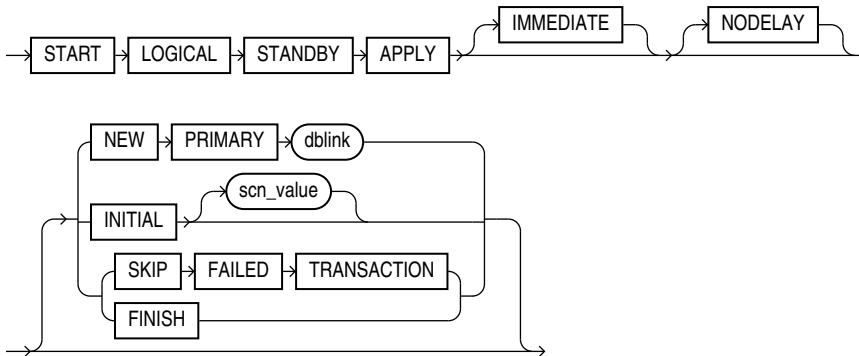 START LOGICAL STANDBY APPLY IMMEDIATE NODELAY
NEW PRIMARY dblink
INITIAL scn_value
SKIP FAILED TRANSACTION
FINISH